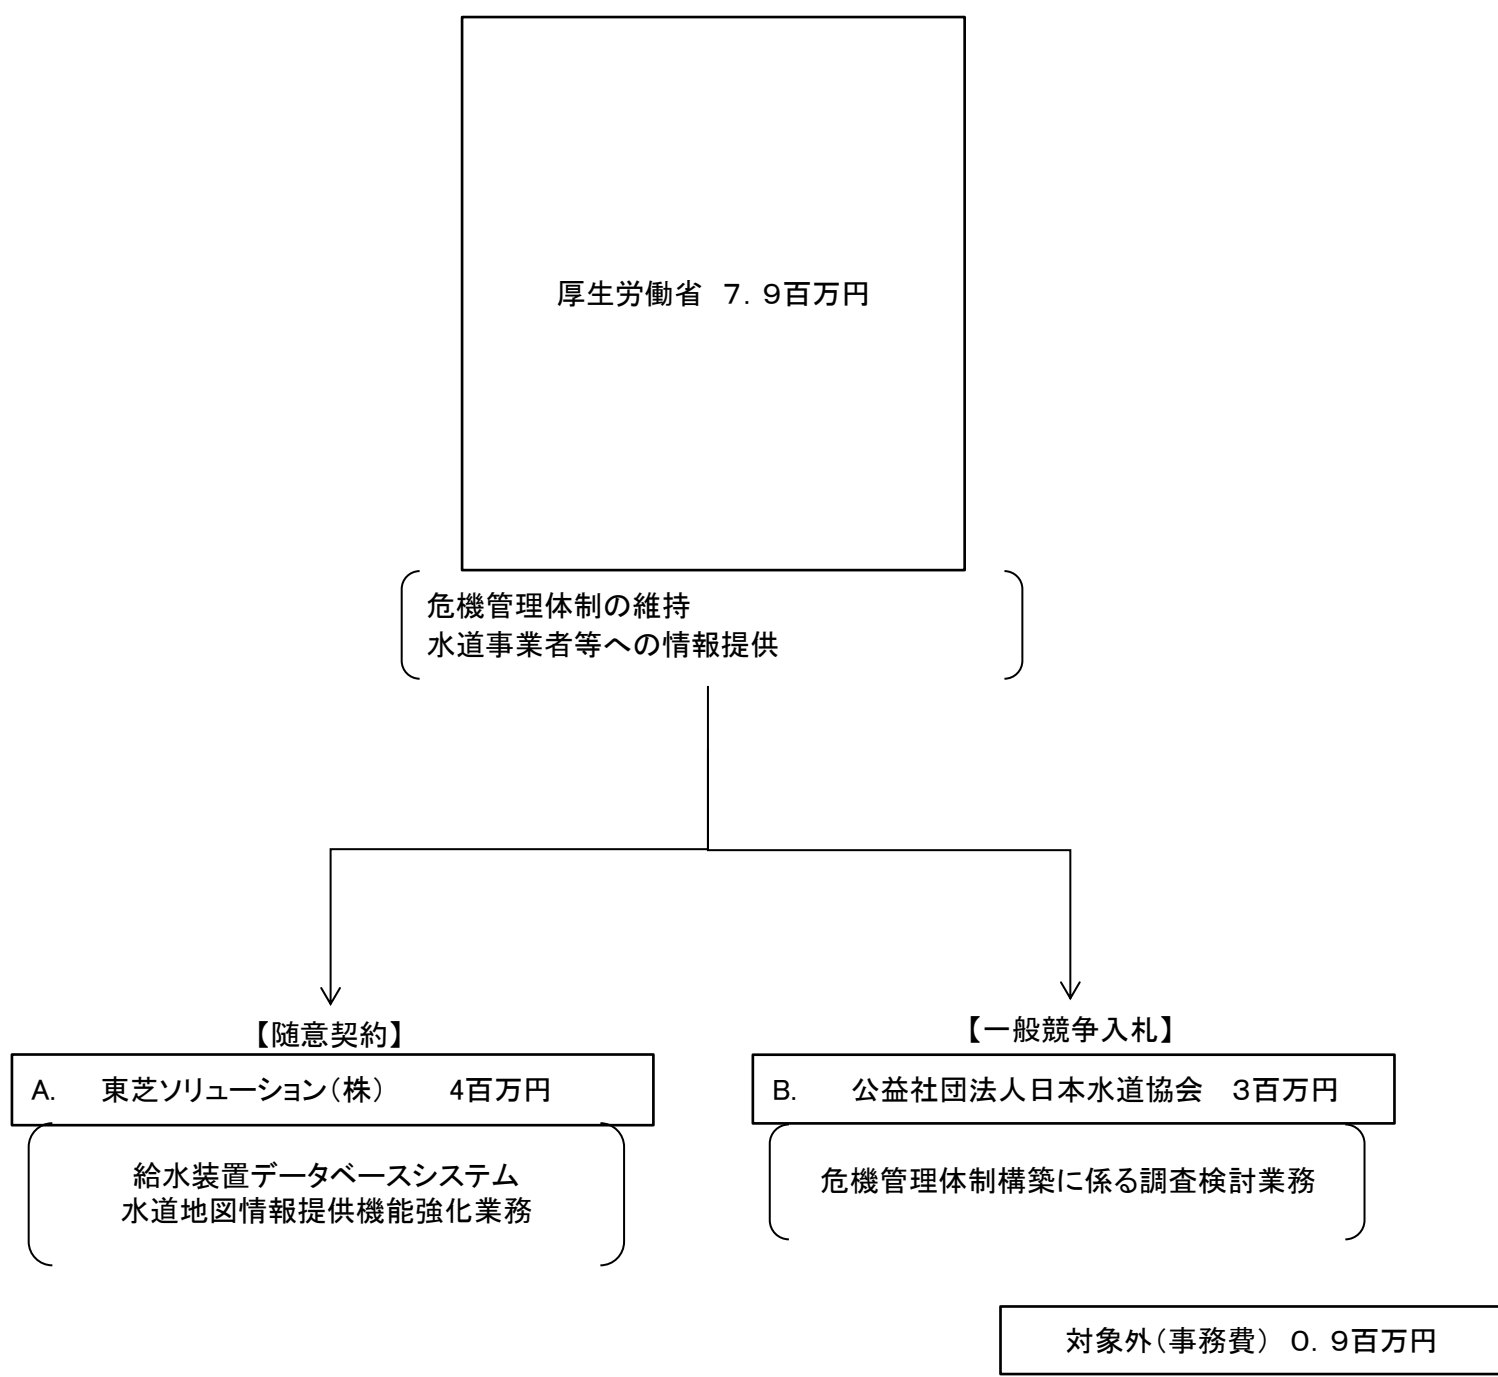 厚生労働省　７．９百万円
危機管理体制の維持
水道事業者等への情報提供
【随意契約】
A.　東芝ソリューション（株）　　4百万円
給水装置データベースシステム
水道地図情報提供機能強化業務
【一般競争入札】
B.　公益社団法人日本水道協会　３百万円
危機管理体制構築に係る調査検討業務
対象外（事務費）　０．９百万円